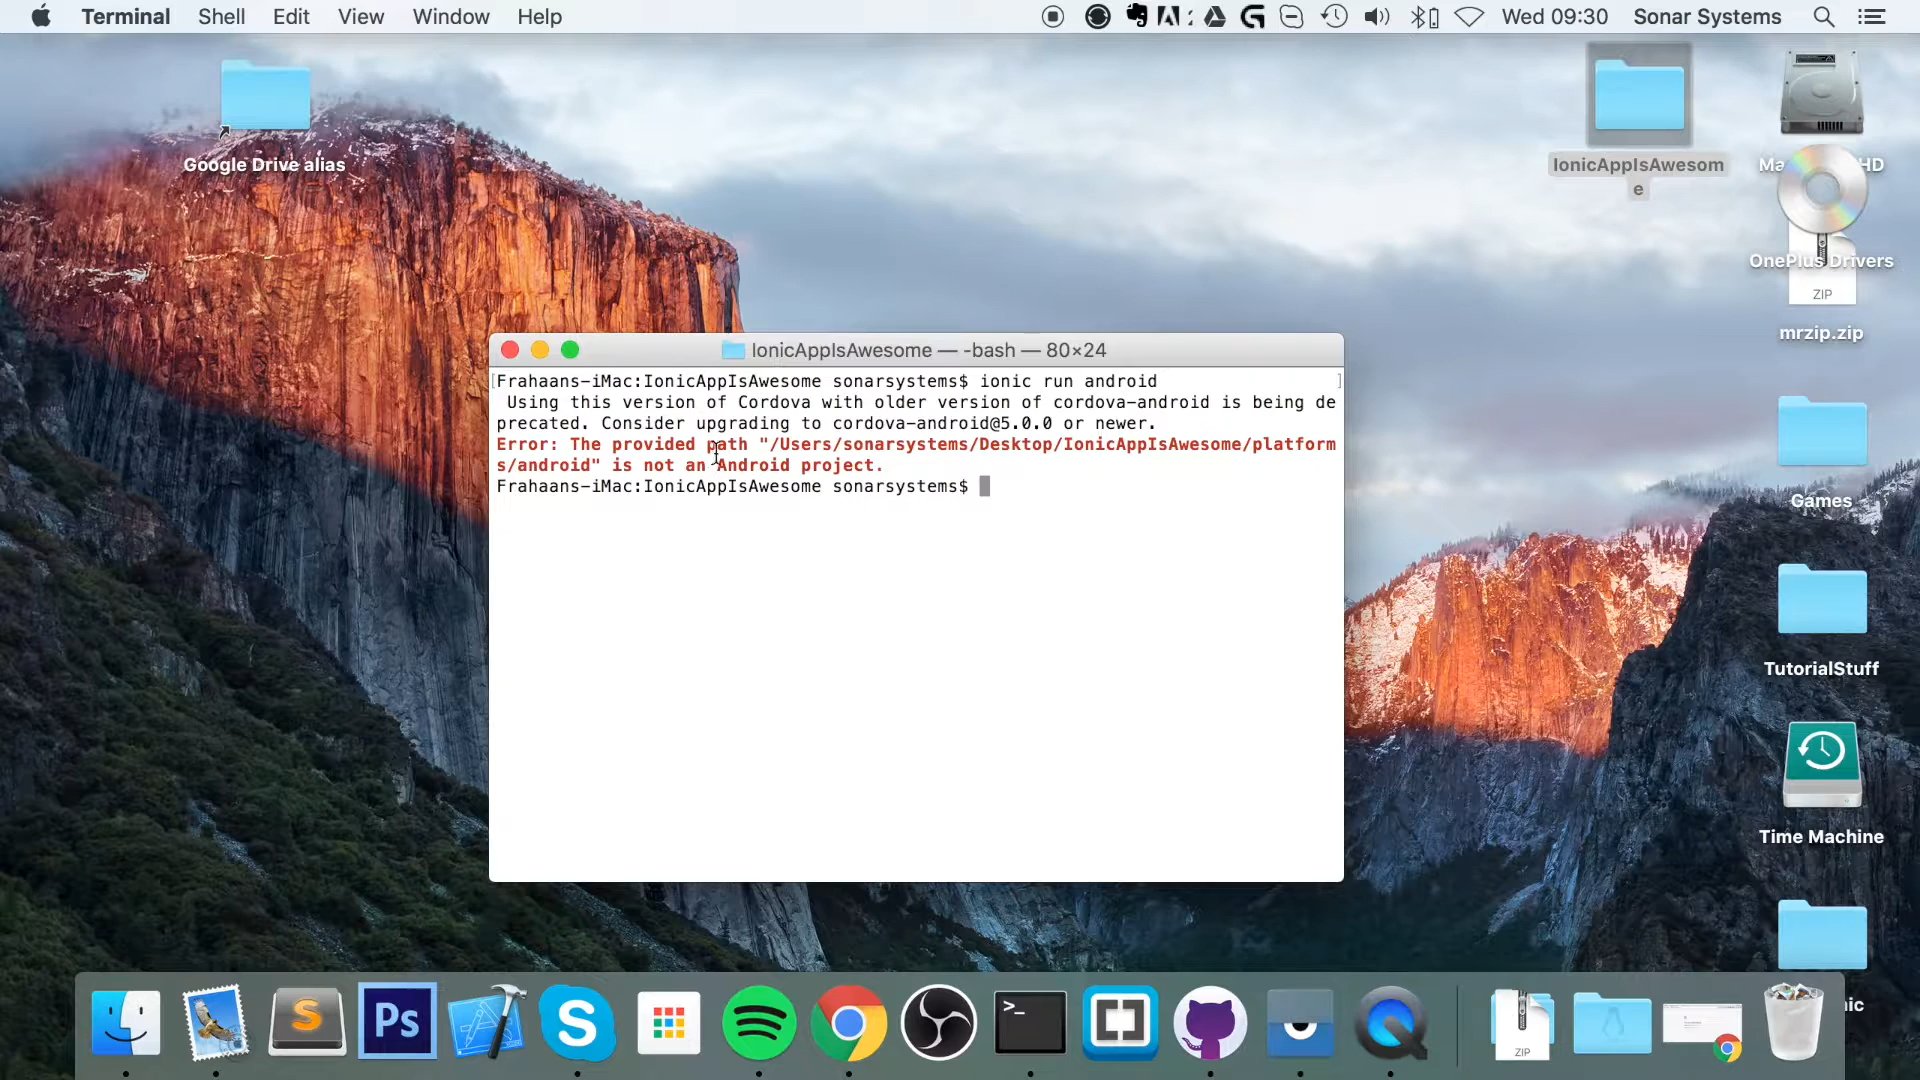 Terminal Shell Edit View Window Help Wed 09:30 Sonar Systems
Google Drive alias
IonicAppIsAwesom
e
HD
OnePlus Drivers
ZIP
mrzip.zip
Games
TutorialStuff
Time Machine
IonicAppIsAwesome — -bash — 80×24
[Frahaans-iMac:IonicAppIsAwesome sonarsystems$ ionic run android ]
Using this version of Cordova with older version of cordova-android is being de
precated. Consider upgrading to cordova-android@5.0.0 or newer.
Error: The provided path "/Users/sonarsystems/Desktop/IonicAppIsAwesome/platform
s/android" is not an Android project.
Frahaans-iMac:IonicAppIsAwesome sonarsystems$
S
Ps
S
>_
ZIP